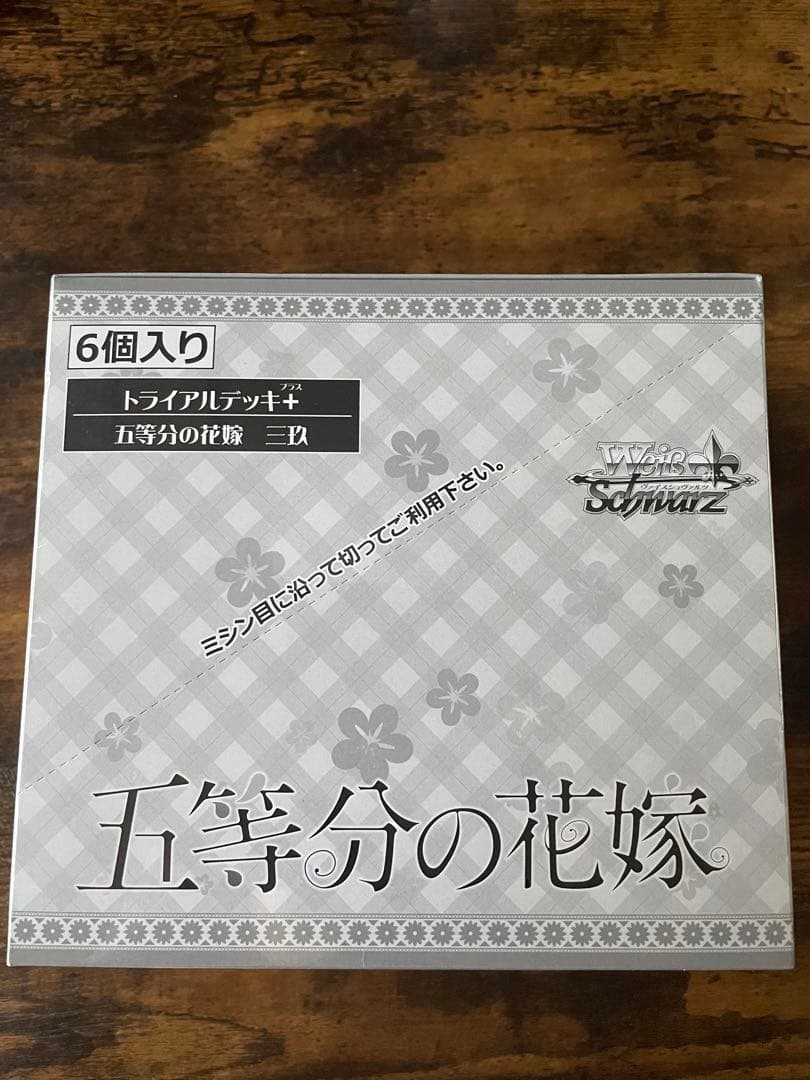 6個入り
プラス
トライアルデッキ+
五等分の花嫁 三玖
Weiß
ヴァイスシュヴァルツ
Schwarz
ミシン目に沿って切ってご利用下さい。
五等分の花嫁